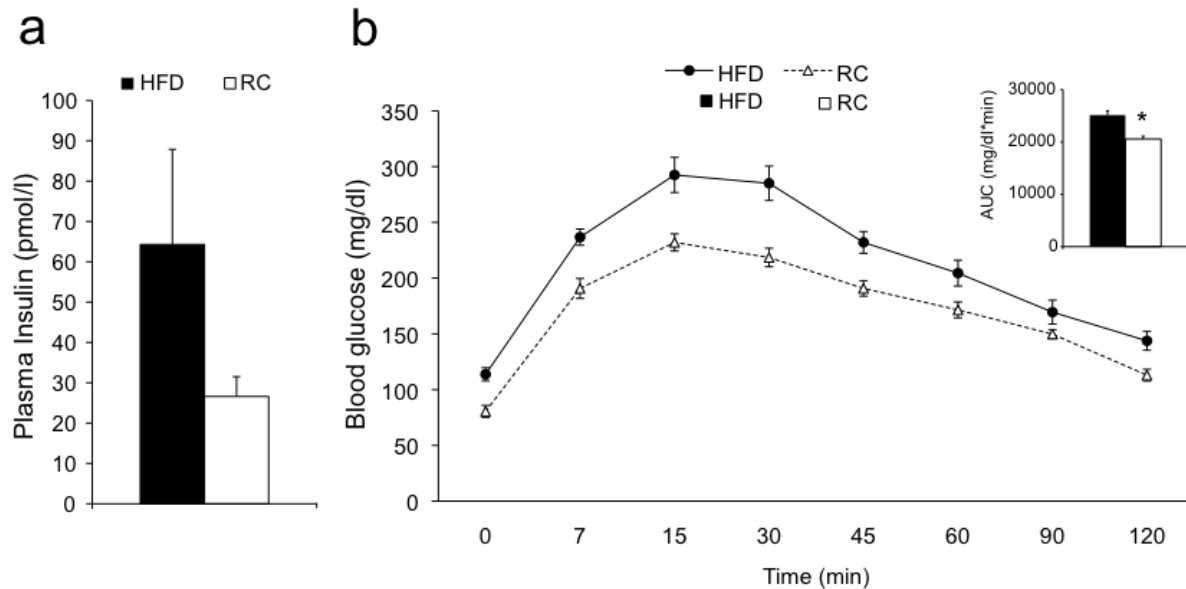 a
HFD RC
100
90
80
70
60
50
40
30
20
10
0
Plasma Insulin (pmol/l)
b
HFD RC
HFD RC
350
300
250
200
150
100
50
0
Blood glucose (mg/dl)
0 7 15 30 45 60 90 120
Time (min)
30000
20000
10000
0
AUC (mg/dl*min)
*